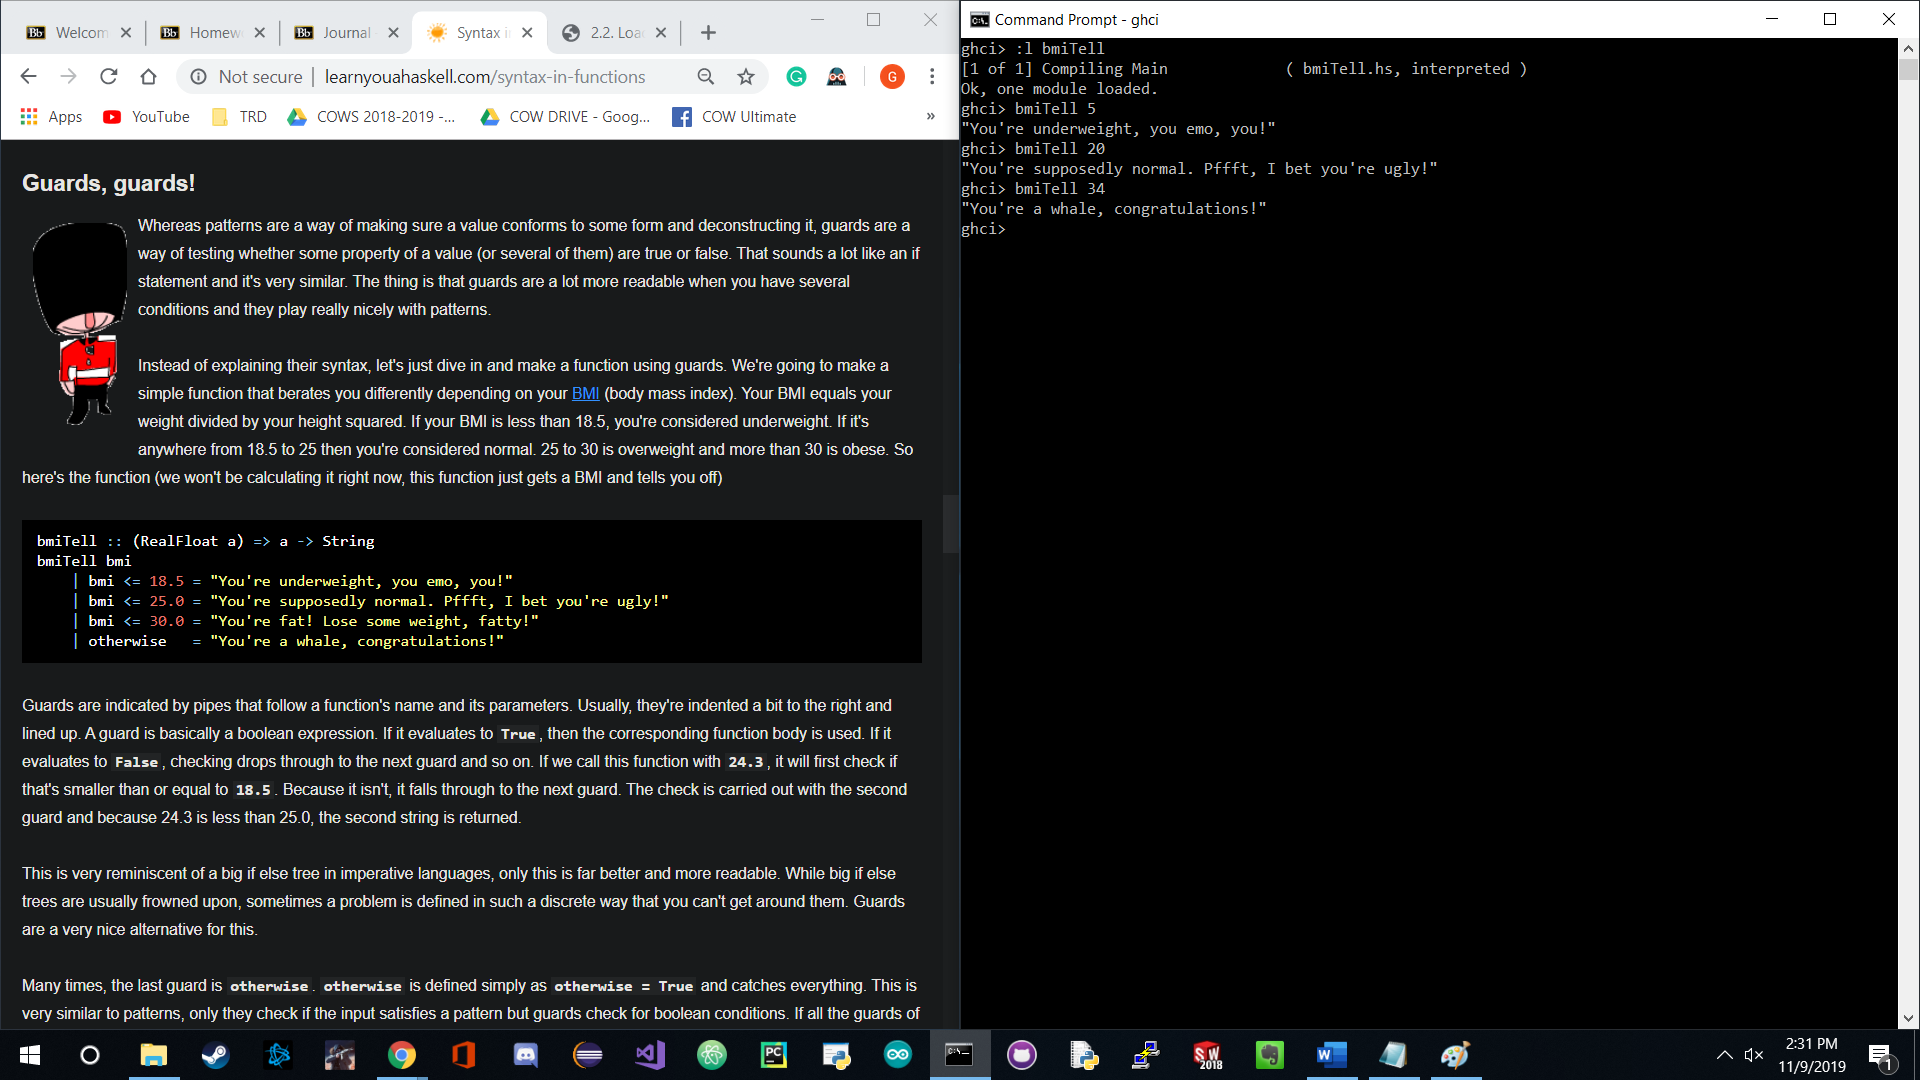 Welcom
Homew
Journal
Syntax i
2.2. Loa
Not secure | learnyouahaskell.com/syntax-in-functions
G
Apps
YouTube
TRD
COWS 2018-2019 -...
COW DRIVE - Goog...
COW Ultimate
»
Guards, guards!
Whereas patterns are a way of making sure a value conforms to some form and deconstructing it, guards are a
way of testing whether some property of a value (or several of them) are true or false. That sounds a lot like an if
statement and it's very similar. The thing is that guards are a lot more readable when you have several
conditions and they play really nicely with patterns.
Instead of explaining their syntax, let's just dive in and make a function using guards. We're going to make a
simple function that berates you differently depending on your BMI (body mass index). Your BMI equals your
weight divided by your height squared. If your BMI is less than 18.5, you're considered underweight. If it's
anywhere from 18.5 to 25 then you're considered normal. 25 to 30 is overweight and more than 30 is obese. So
here's the function (we won't be calculating it right now, this function just gets a BMI and tells you off)
bmiTell :: (RealFloat a) => a -> String
bmiTell bmi
| bmi <= 18.5 = "You're underweight, you emo, you!"
| bmi <= 25.0 = "You're supposedly normal. Pffft, I bet you're ugly!"
| bmi <= 30.0 = "You're fat! Lose some weight, fatty!"
| otherwise   = "You're a whale, congratulations!"
Guards are indicated by pipes that follow a function's name and its parameters. Usually, they're indented a bit to the right and
lined up. A guard is basically a boolean expression. If it evaluates to True, then the corresponding function body is used. If it
evaluates to False, checking drops through to the next guard and so on. If we call this function with 24.3, it will first check if
that's smaller than or equal to 18.5. Because it isn't, it falls through to the next guard. The check is carried out with the second
guard and because 24.3 is less than 25.0, the second string is returned.
This is very reminiscent of a big if else tree in imperative languages, only this is far better and more readable. While big if else
trees are usually frowned upon, sometimes a problem is defined in such a discrete way that you can't get around them. Guards
are a very nice alternative for this.
Many times, the last guard is otherwise. otherwise is defined simply as otherwise = True and catches everything. This is
very similar to patterns, only they check if the input satisfies a pattern but guards check for boolean conditions. If all the guards of
Command Prompt - ghci
ghci> :l bmiTell
[1 of 1] Compiling Main             ( bmiTell.hs, interpreted )
Ok, one module loaded.
ghci> bmiTell 5
"You're underweight, you emo, you!"
ghci> bmiTell 20
"You're supposedly normal. Pffft, I bet you're ugly!"
ghci> bmiTell 34
"You're a whale, congratulations!"
ghci>
2:31 PM
11/9/2019
1